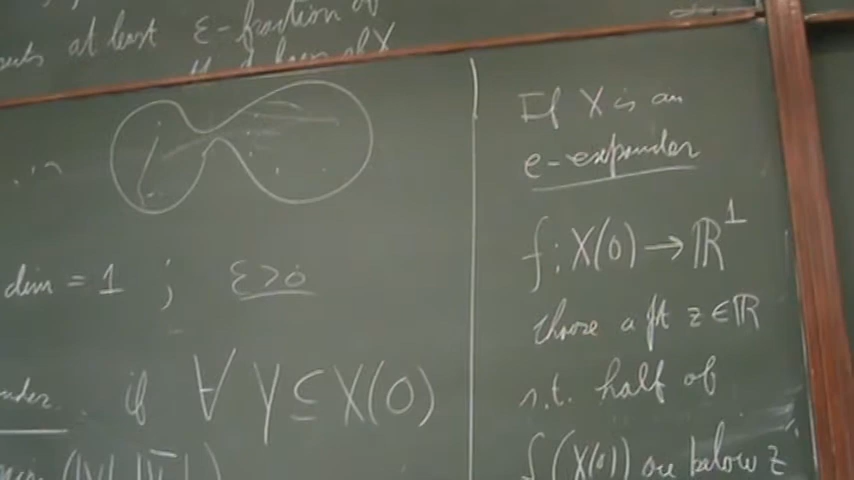 at least ε-fraction of
dim = 1 ; ε>0
if ∀ Y⊆X(0)
If X is an
e-expander
f: X(0) → ℝ¹
choose a pt z∈ℝ
s.t. half of
f(X(0)) are below z